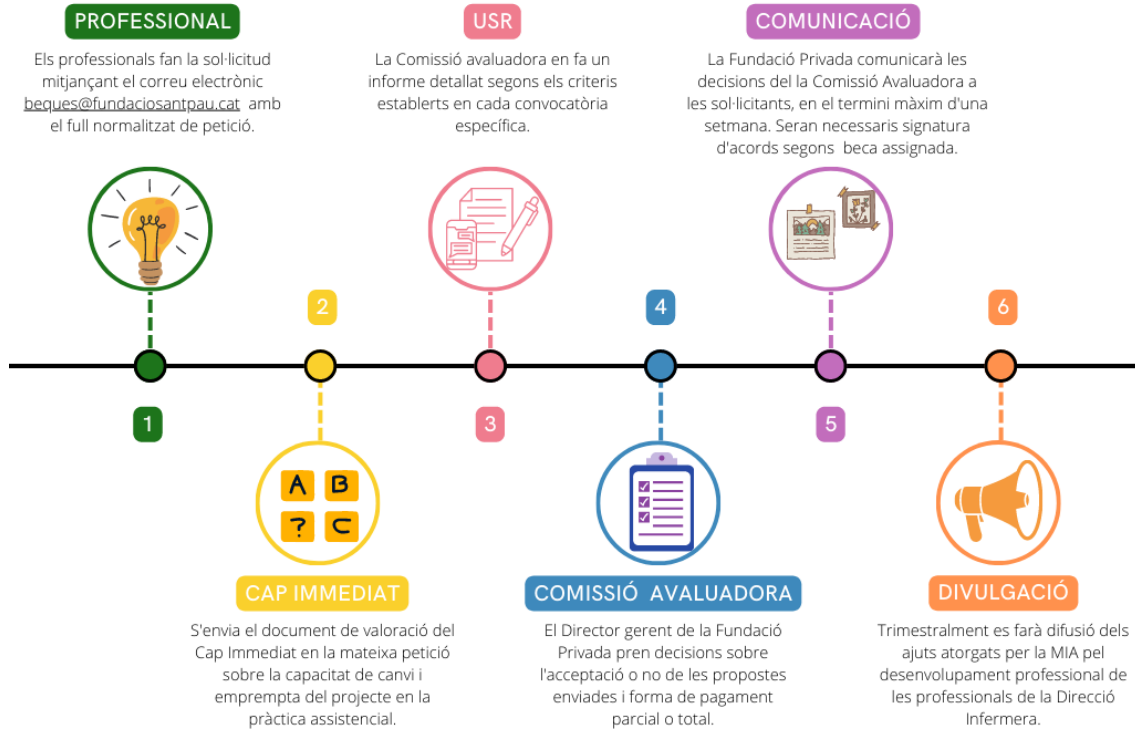 PROFESSIONAL
Els professionals fan la sol·licitud
mitjançant el correu electrònic
beques@fundaciosantpau.cat amb
el full normalitzat de petició.
1
2
CAP IMMEDIAT
S'envia el document de valoració del
Cap Immediat en la mateixa petició
sobre la capacitat de canvi i
emprempta del projecte en la
pràctica assistencial.
A B
? C
USR
La Comissió avaluadora en fa un
informe detallat segons els criteris
establerts en cada convocatòria
específica.
3
4
COMISSIÓ AVALUADORA
El Director gerent de la Fundació
Privada pren decisions sobre
l'acceptació o no de les propostes
enviades i forma de pagament
parcial o total.
COMUNICACIÓ
La Fundació Privada comunicarà les
decisions del la Comissió Avaluadora a
les sol·licitants, en el termini màxim d'una
setmana. Seran necessaris signatura
d'acords segons beca assignada.
5
6
DIVULGACIÓ
Trimestralment es farà difusió dels
ajuts atorgats per la MIA pel
desenvolupament professional de
les professionals de la Direcció
Infermera.